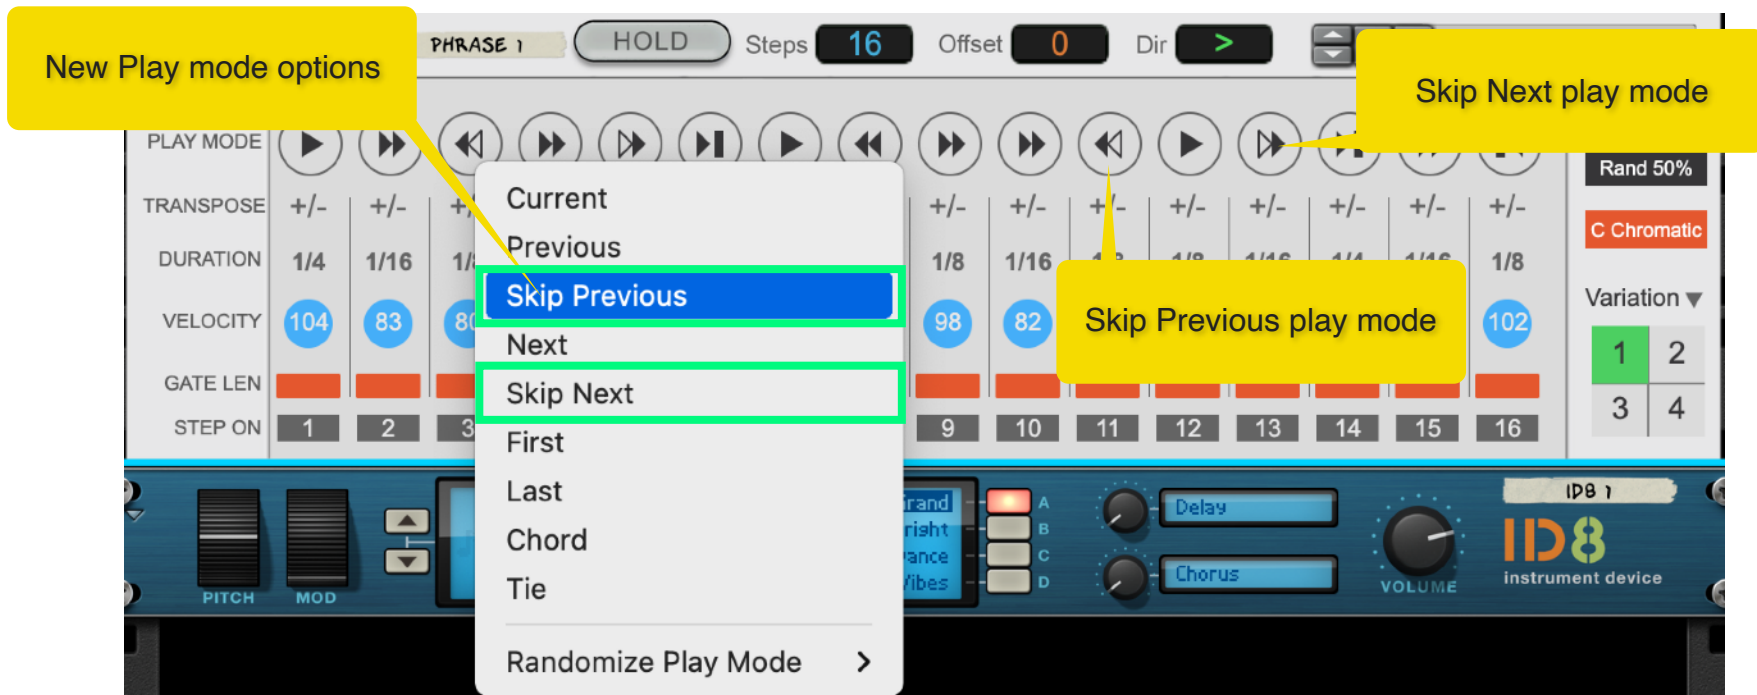 New Play mode options
PHRASE 1
HOLD
Steps 16
Offset 0
Dir >
Skip Next play mode
PLAY MODE
Rand 50%
TRANSPOSE +/- +/- +/- +/- +/- +/- +/- +/- +/- +/-
C Chromatic
DURATION 1/4 1/16 1/8 1/16 1/8
VELOCITY 104 83 80 98 82 102
Skip Previous play mode
Variation ▼
1 2
3 4
GATE LEN
STEP ON 1 2 3 9 10 11 12 13 14 15 16
Current
Previous
Skip Previous
Next
Skip Next
First
Last
Chord
Tie
Randomize Play Mode >
PITCH MOD
A
B
C
D
Delay
Chorus
VOLUME
ID8 1
ID8
instrument device